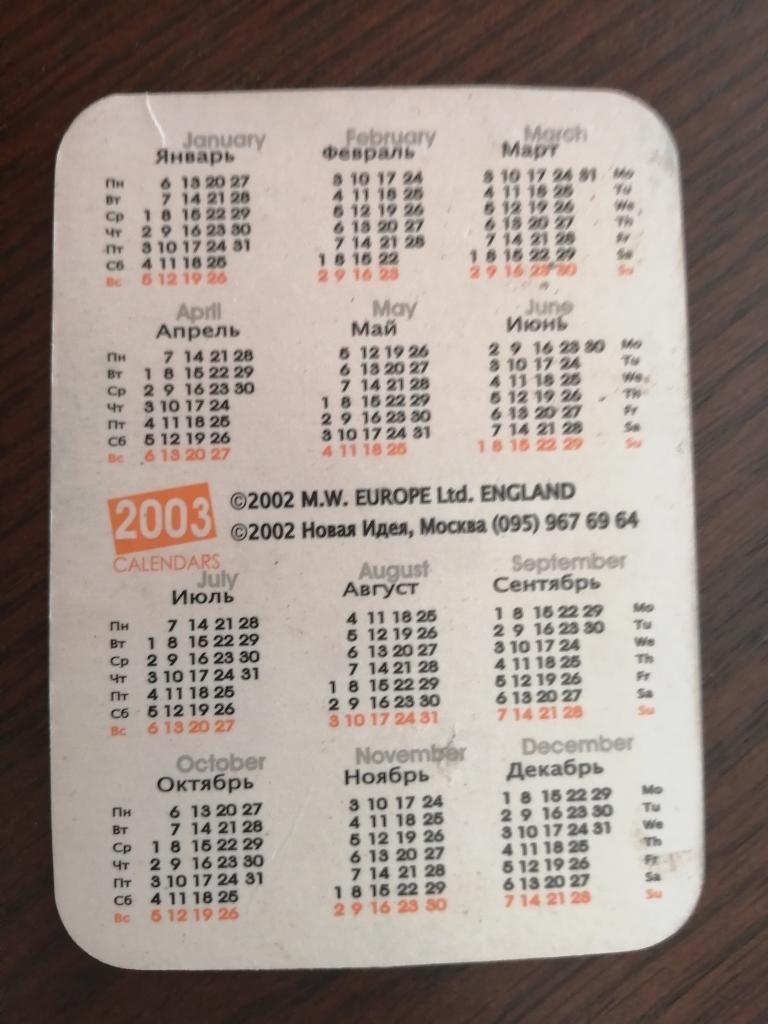 January February March
Январь Февраль Март
Пн 6 13 20 27 3 10 17 24 3 10 17 24 31 Mo
Вт 7 14 21 28 4 11 18 25 4 11 18 25 Tu
Ср 1 8 15 22 29 5 12 19 26 5 12 19 26 We
Чт 2 9 16 23 30 6 13 20 27 6 13 20 27 Th
Пт 3 10 17 24 31 7 14 21 28 7 14 21 28 Fr
Сб 4 11 18 25 1 8 15 22 1 8 15 22 29 Sa
Вс 5 12 19 26 2 9 16 23 2 9 16 23 30 Su
April May June
Апрель Май Июнь
Пн 7 14 21 28 5 12 19 26 2 9 16 23 30 Mo
Вт 1 8 15 22 29 6 13 20 27 3 10 17 24 Tu
Ср 2 9 16 23 30 7 14 21 28 4 11 18 25 We
Чт 3 10 17 24 1 8 15 22 29 5 12 19 26 Th
Пт 4 11 18 25 2 9 16 23 30 6 13 20 27 Fr
Сб 5 12 19 26 3 10 17 24 31 7 14 21 28 Sa
Вс 6 13 20 27 4 11 18 25 1 8 15 22 29 Su
2003 ©2002 M.W. EUROPE Ltd. ENGLAND
CALENDARS ©2002 Новая Идея, Москва (095) 967 69 64
July August September
Июль Август Сентябрь
Пн 7 14 21 28 4 11 18 25 1 8 15 22 29 Mo
Вт 1 8 15 22 29 5 12 19 26 2 9 16 23 30 Tu
Ср 2 9 16 23 30 6 13 20 27 3 10 17 24 We
Чт 3 10 17 24 31 7 14 21 28 4 11 18 25 Th
Пт 4 11 18 25 1 8 15 22 29 5 12 19 26 Fr
Сб 5 12 19 26 2 9 16 23 30 6 13 20 27 Sa
Вс 6 13 20 27 3 10 17 24 31 7 14 21 28 Su
October November December
Октябрь Ноябрь Декабрь
Пн 6 13 20 27 3 10 17 24 1 8 15 22 29 Mo
Вт 7 14 21 28 4 11 18 25 2 9 16 23 30 Tu
Ср 1 8 15 22 29 5 12 19 26 3 10 17 24 31 We
Чт 2 9 16 23 30 6 13 20 27 4 11 18 25 Th
Пт 3 10 17 24 31 7 14 21 28 5 12 19 26 Fr
Сб 4 11 18 25 1 8 15 22 29 6 13 20 27 Sa
Вс 5 12 19 26 2 9 16 23 30 7 14 21 28 Su